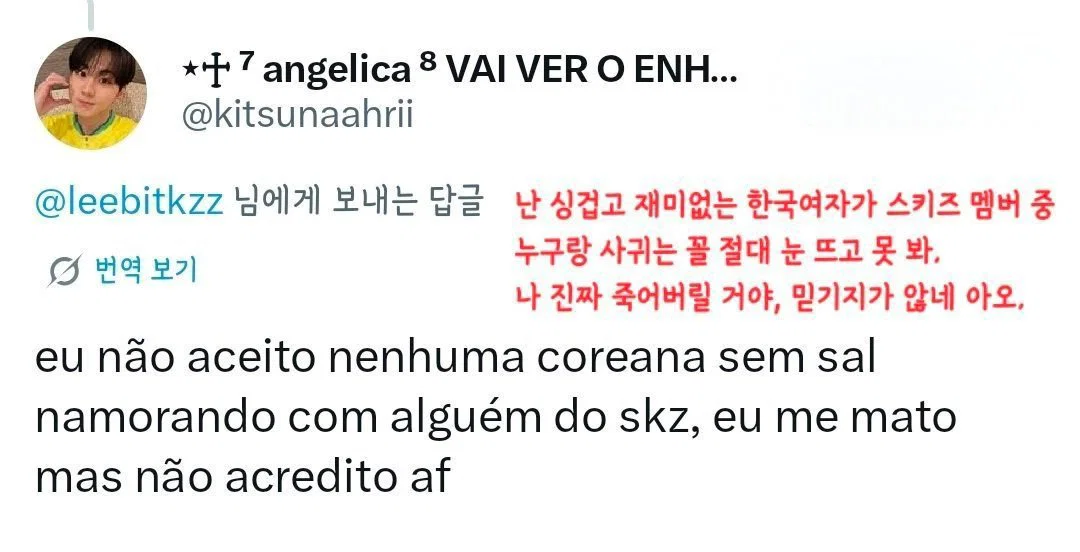 ⋆☩ ⁷ angelica ⁸ VAI VER O ENH...
@kitsunaahrii
@leebitkzz 님에게 보내는 답글
번역 보기
난 싱겁고 재미없는 한국여자가 스키즈 멤버 중
누구랑 사귀는 꼴 절대 눈 뜨고 못 봐.
나 진짜 죽어버릴 거야, 믿기지가 않네 아오.
eu não aceito nenhuma coreana sem sal
namorando com alguém do skz, eu me mato
mas não acredito af